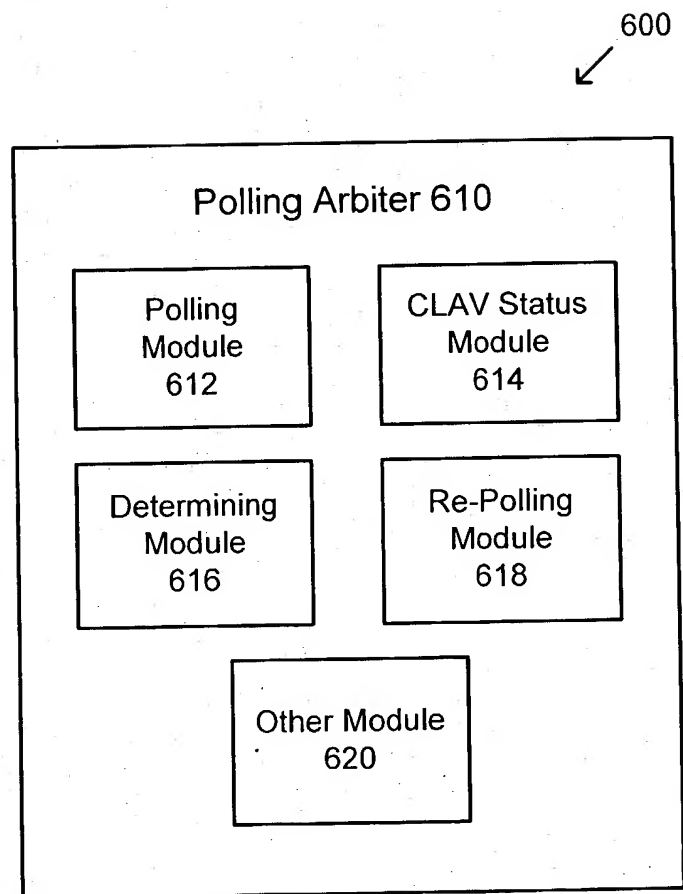 600
Polling Arbiter 610
Polling
Module
612
CLAV Status
Module
614
Determining
Module
616
Re-Polling
Module
618
Other Module
620